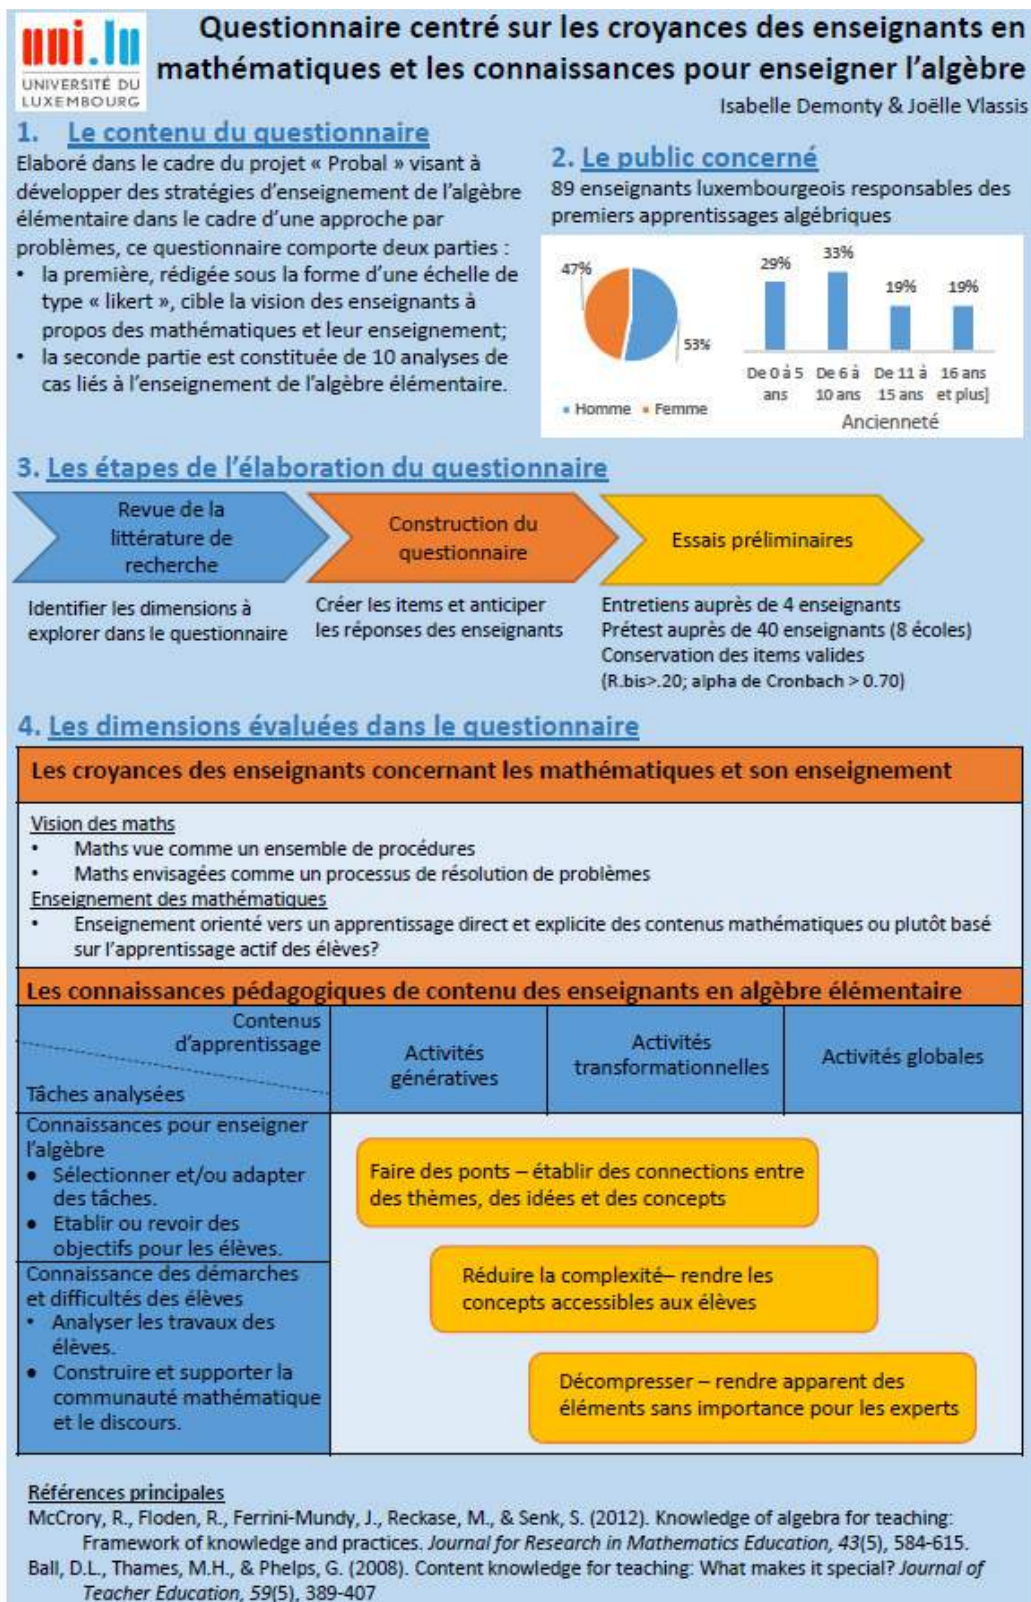 uni.lu
UNIVERSITÉ DU
LUXEMBOURG
Questionnaire centré sur les croyances des enseignants en
mathématiques et les connaissances pour enseigner l'algèbre
Isabelle Demonty & Joëlle Vlassis
1. Le contenu du questionnaire
Elaboré dans le cadre du projet « Probal » visant à
développer des stratégies d'enseignement de l'algèbre
élémentaire dans le cadre d'une approche par
problèmes, ce questionnaire comporte deux parties :
• la première, rédigée sous la forme d'une échelle de
type « likert », cible la vision des enseignants à
propos des mathématiques et leur enseignement;
• la seconde partie est constituée de 10 analyses de
cas liés à l'enseignement de l'algèbre élémentaire.
2. Le public concerné
89 enseignants luxembourgeois responsables des
premiers apprentissages algébriques
47%
53%
Homme Femme
29% 33% 19% 19%
De 0 à 5 De 6 à De 11 à 16 ans
ans 10 ans 15 ans et plus]
Ancienneté
3. Les étapes de l'élaboration du questionnaire
Revue de la
littérature de
recherche
Construction du
questionnaire
Essais préliminaires
Identifier les dimensions à
explorer dans le questionnaire
Créer les items et anticiper
les réponses des enseignants
Entretiens auprès de 4 enseignants
Prétest auprès de 40 enseignants (8 écoles)
Conservation des items valides
(R.bis>.20; alpha de Cronbach > 0.70)
4. Les dimensions évaluées dans le questionnaire
Les croyances des enseignants concernant les mathématiques et son enseignement
Vision des maths
• Maths vue comme un ensemble de procédures
• Maths envisagées comme un processus de résolution de problèmes
Enseignement des mathématiques
• Enseignement orienté vers un apprentissage direct et explicite des contenus mathématiques ou plutôt basé
sur l'apprentissage actif des élèves?
Les connaissances pédagogiques de contenu des enseignants en algèbre élémentaire
Contenus
d'apprentissage
Tâches analysées
Activités
génératives
Activités
transformationnelles
Activités globales
Connaissances pour enseigner
l'algèbre
• Sélectionner et/ou adapter
des tâches.
• Etablir ou revoir des
objectifs pour les élèves.
Connaissance des démarches
et difficultés des élèves
• Analyser les travaux des
élèves.
• Construire et supporter la
communauté mathématique
et le discours.
Faire des ponts – établir des connections entre
des thèmes, des idées et des concepts
Réduire la complexité– rendre les
concepts accessibles aux élèves
Décompresser – rendre apparent des
éléments sans importance pour les experts
Références principales
McCrory, R., Floden, R., Ferrini-Mundy, J., Reckase, M., & Senk, S. (2012). Knowledge of algebra for teaching:
Framework of knowledge and practices. Journal for Research in Mathematics Education, 43(5), 584-615.
Ball, D.L., Thames, M.H., & Phelps, G. (2008). Content knowledge for teaching: What makes it special? Journal of
Teacher Education, 59(5), 389-407